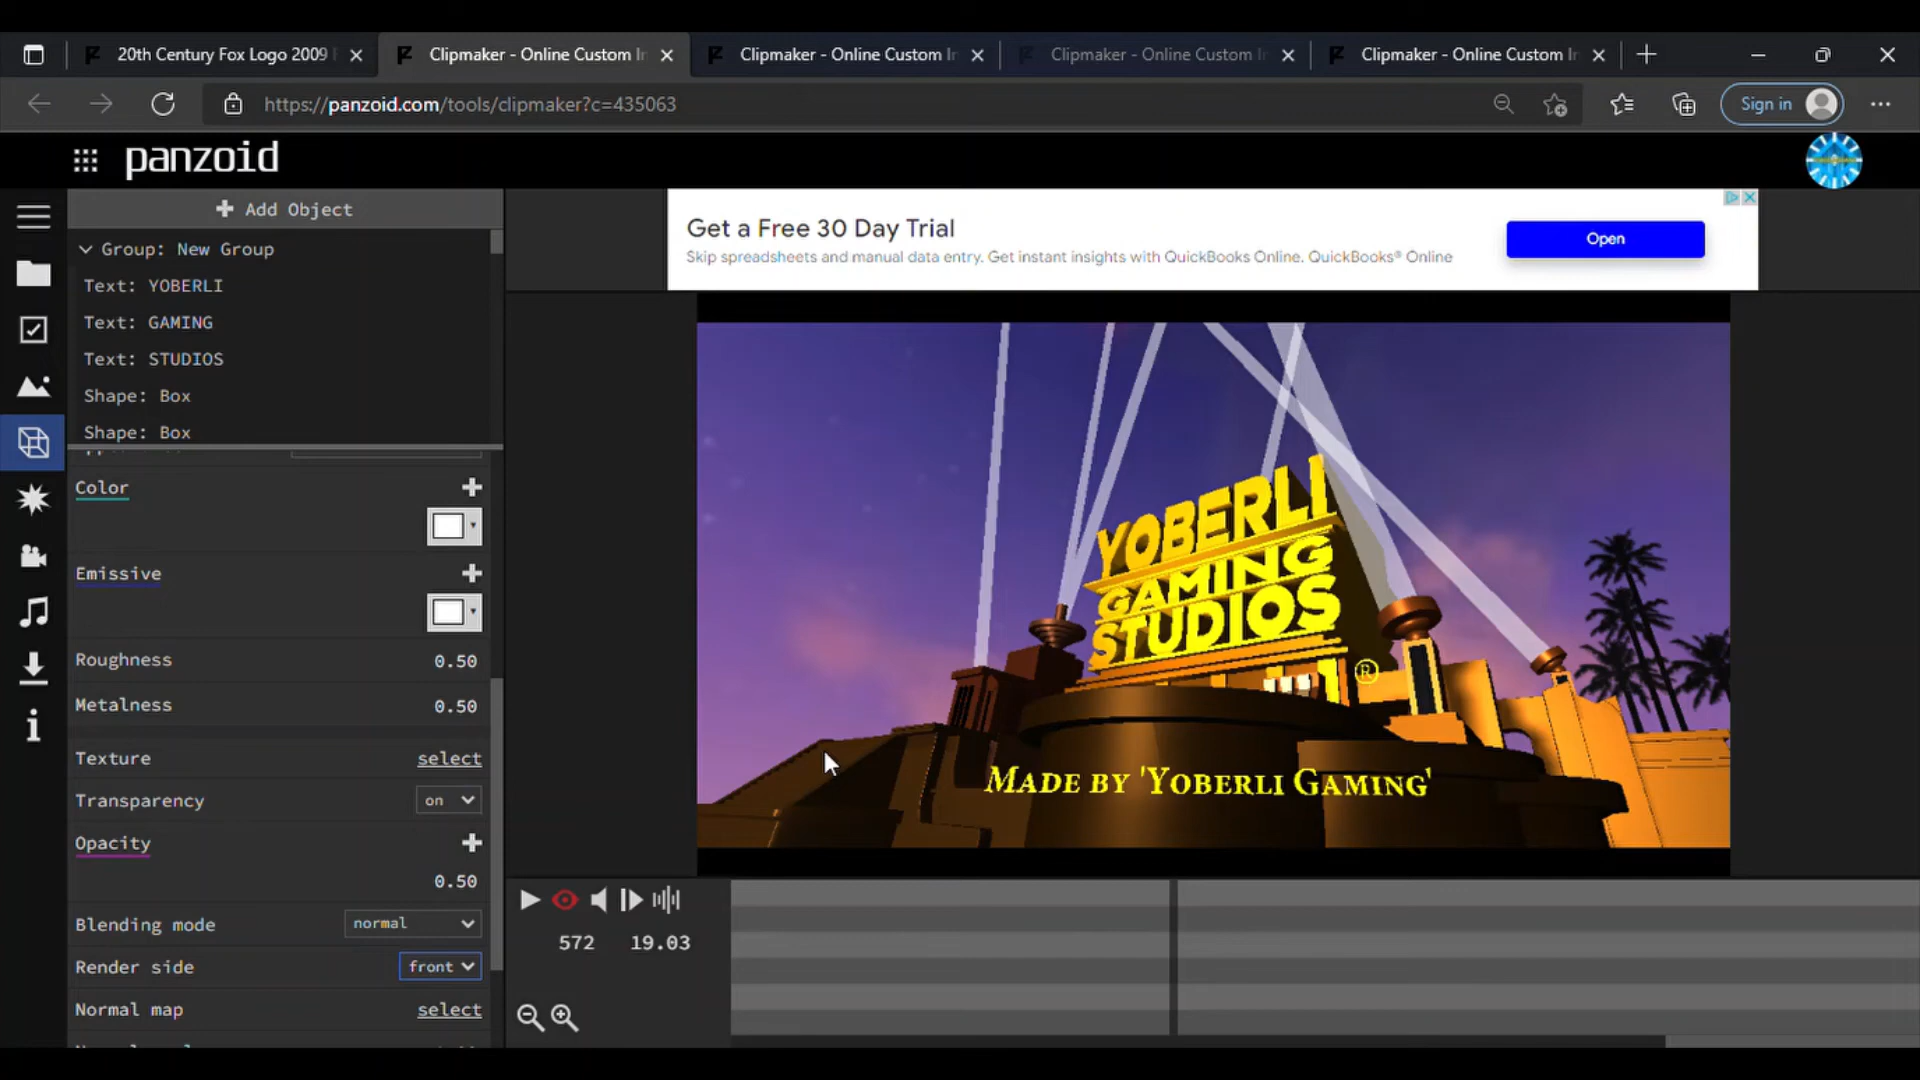 20th Century Fox Logo 2009
Clipmaker - Online Custom In
Clipmaker - Online Custom In
Clipmaker - Online Custom In
Clipmaker - Online Custom In
https://panzoid.com/tools/clipmaker?c=435063
Sign in
panzoid
Add Object
Group: New Group
Text: YOBERLI
Text: GAMING
Text: STUDIOS
Shape: Box
Shape: Box
Color
Emissive
Roughness 0.50
Metalness 0.50
Texture select
Transparency on
Opacity
0.50
Blending mode normal
Render side front
Normal map select
Get a Free 30 Day Trial
Skip spreadsheets and manual data entry. Get instant insights with QuickBooks Online. QuickBooks® Online
Open
YOBERLI
GAMING
STUDIOS
®
MADE BY 'YOBERLI GAMING'
572 19.03